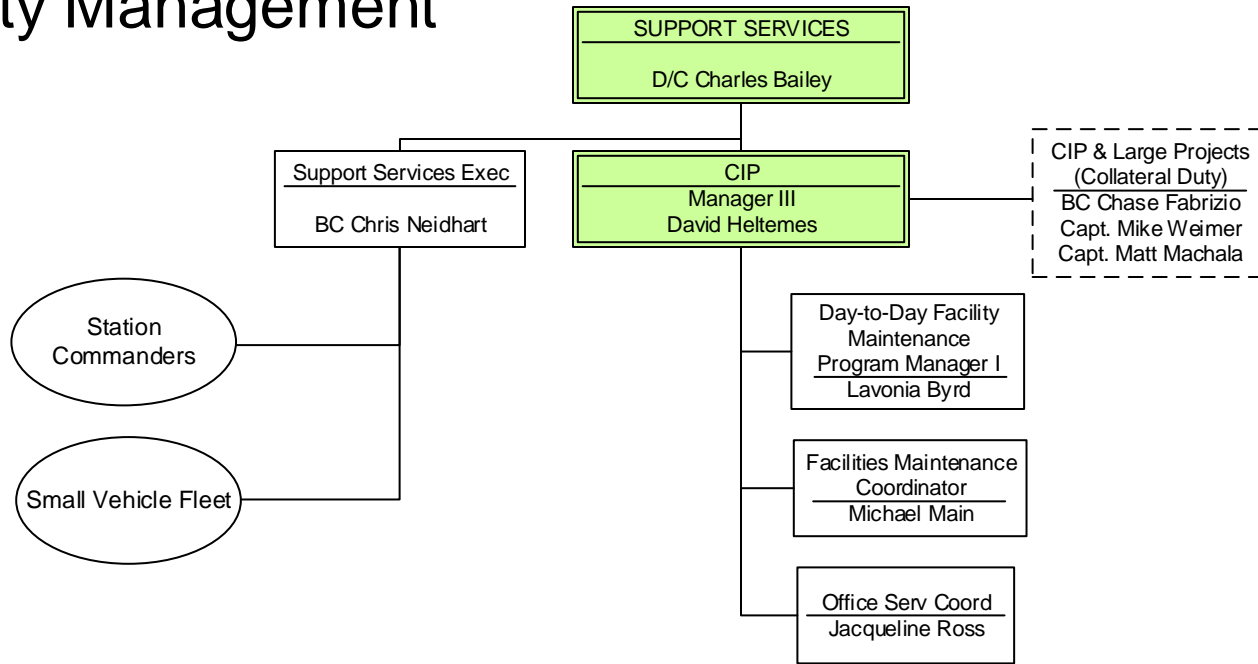 Management
SUPPORT SERVICES
D/C Charles Bailey
Support Services Exec
BC Chris Neidhart
CIP
Manager III
David Heltemes
CIP & Large Projects
(Collateral Duty)
BC Chase Fabrizio
Capt. Mike Weimer
Capt. Matt Machala
Station
Commanders
Day-to-Day Facility
Maintenance
Program Manager I
Lavonia Byrd
Small Vehicle Fleet
Facilities Maintenance
Coordinator
Michael Main
Office Serv Coord
Jacqueline Ross